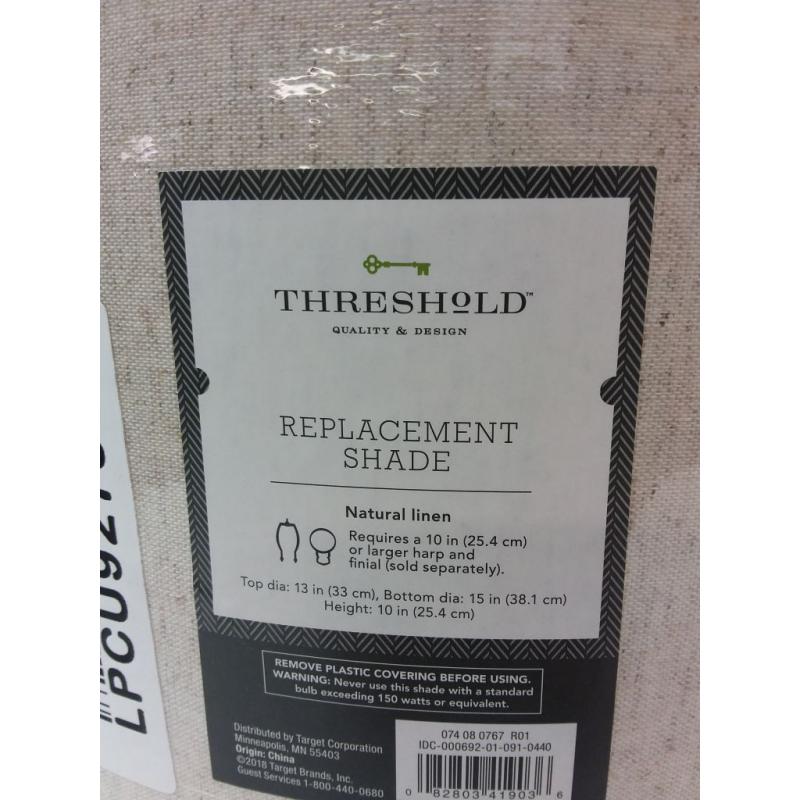 THRESHOLD™
QUALITY & DESIGN
REPLACEMENT
SHADE
Natural linen
Requires a 10 in (25.4 cm)
or larger harp and
finial (sold separately).
Top dia: 13 in (33 cm), Bottom dia: 15 in (38.1 cm)
Height: 10 in (25.4 cm)
REMOVE PLASTIC COVERING BEFORE USING.
WARNING: Never use this shade with a standard
bulb exceeding 150 watts or equivalent.
Distributed by Target Corporation
Minneapolis, MN 55403
Origin: China
©2018 Target Brands, Inc.
Guest Services 1-800-440-0680
074 08 0767 R01
IDC-000692-01-091-0440
0 82803 41903 6